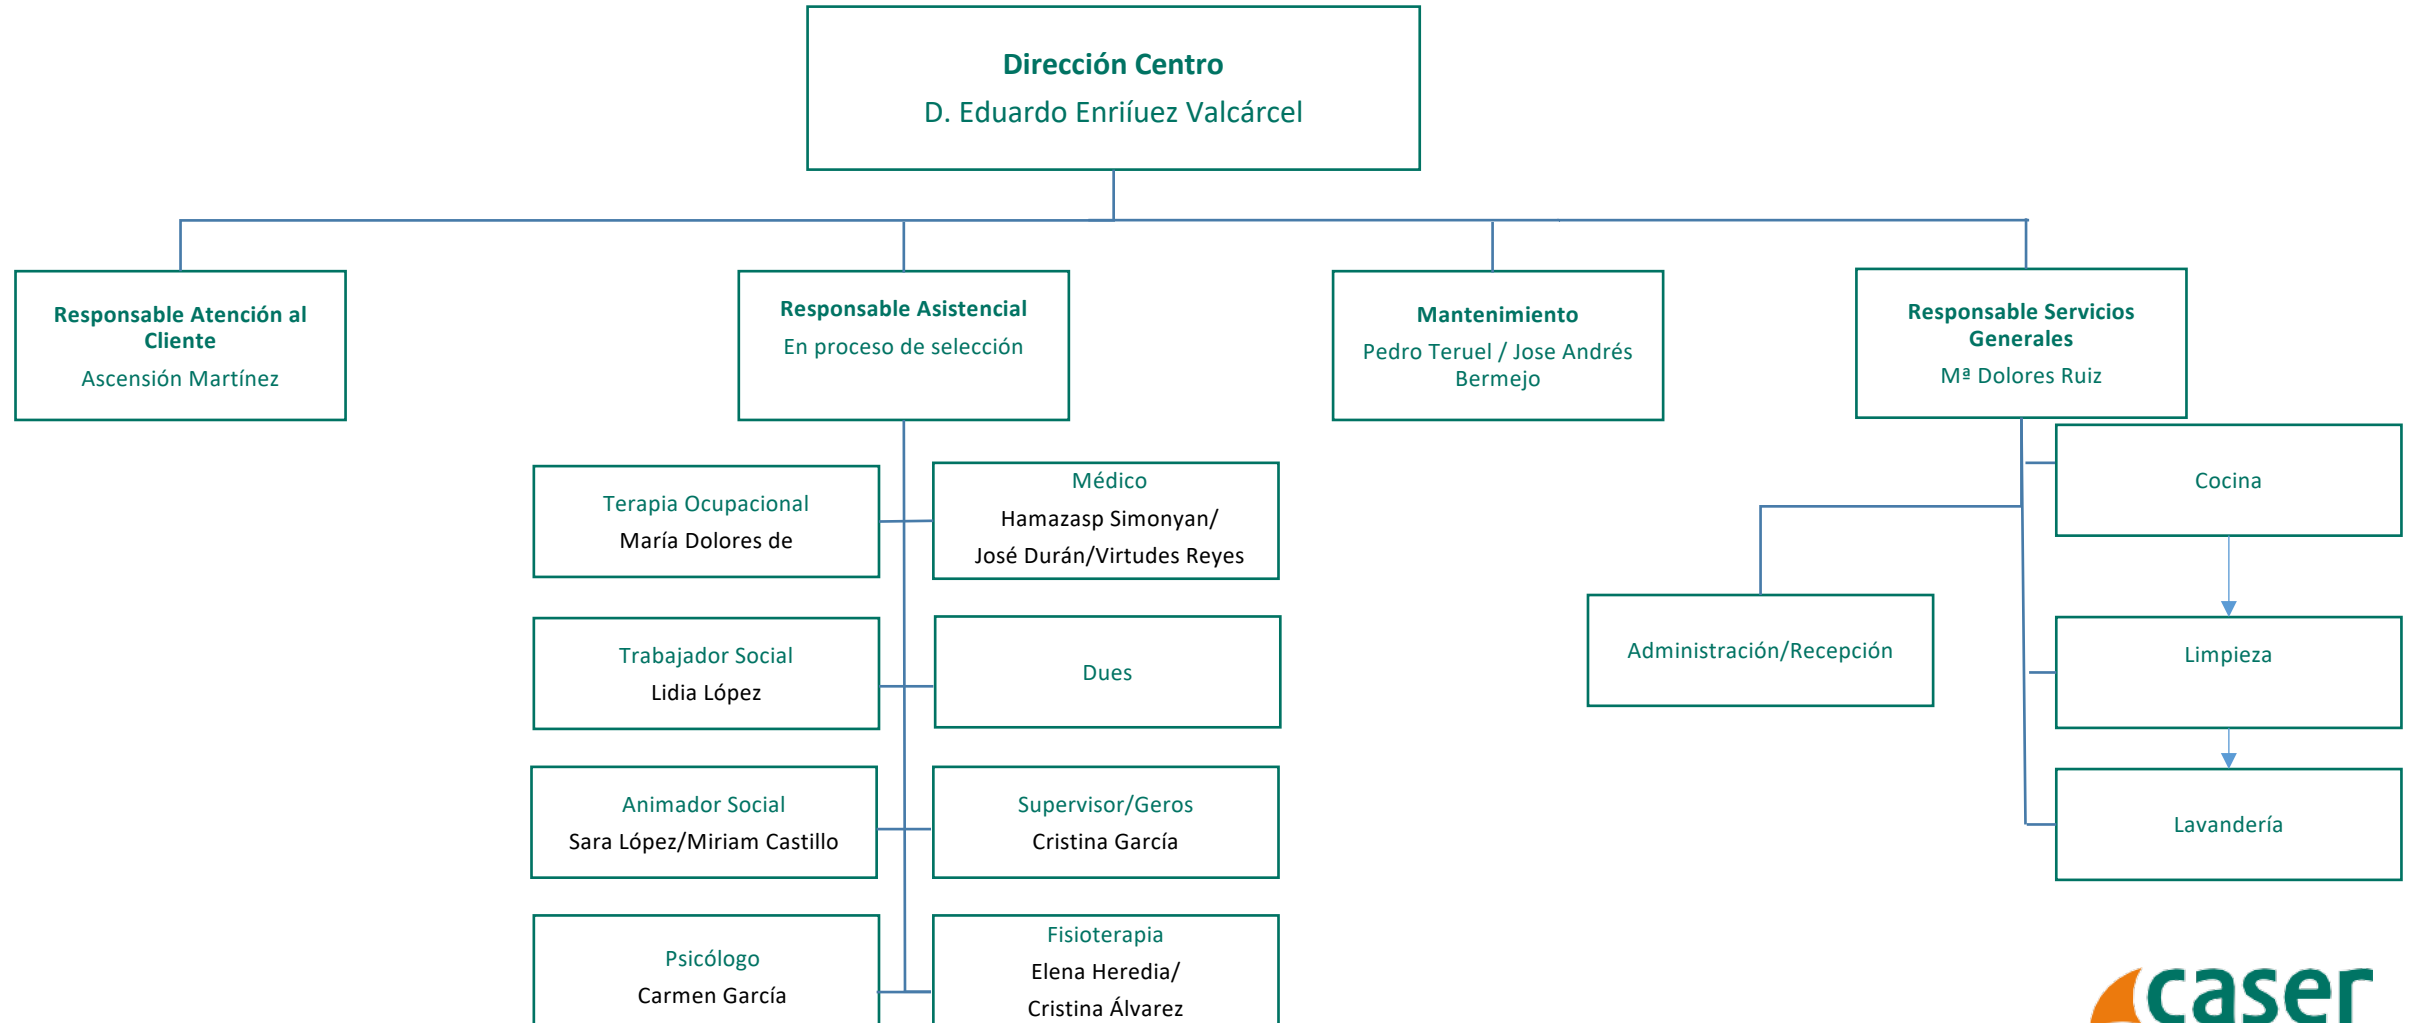 Dirección Centro
D. Eduardo Enriíuez Valcárcel
Responsable Atención al
Cliente
Ascensión Martínez
Responsable Asistencial
En proceso de selección
Mantenimiento
Pedro Teruel / Jose Andrés
Bermejo
Responsable Servicios
Generales
Mª Dolores Ruiz
Terapia Ocupacional
María Dolores de
Médico
Hamazasp Simonyan/
José Durán/Virtudes Reyes
Cocina
Trabajador Social
Lidia López
Dues
Administración/Recepción
Limpieza
Animador Social
Sara López/Miriam Castillo
Supervisor/Geros
Cristina García
Lavandería
Psicólogo
Carmen García
Fisioterapia
Elena Heredia/
Cristina Álvarez
caser